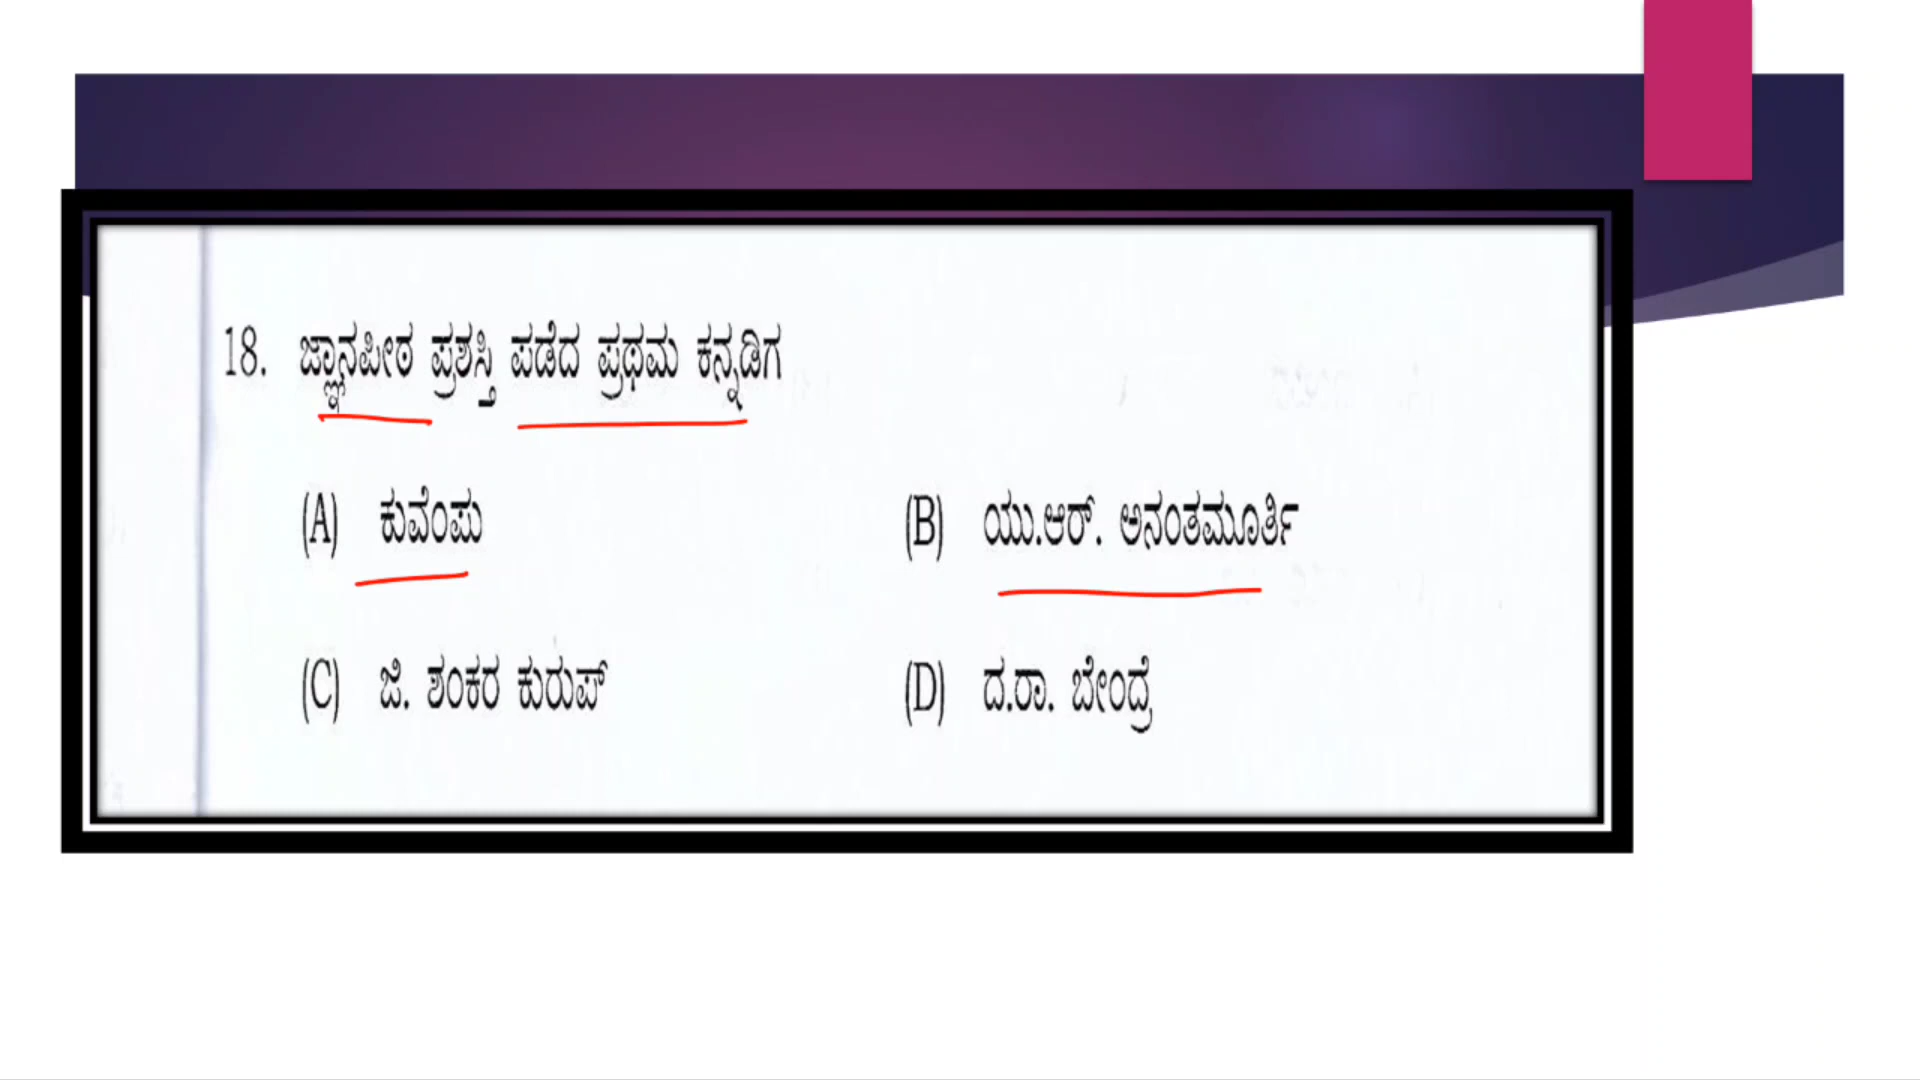 18. ಜ್ಞಾನಪೀಠ ಪ್ರಶಸ್ತಿ ಪಡೆದ ಪ್ರಥಮ ಕನ್ನಡಿಗ
(A) ಕುವೆಂಪು (B) ಯು.ಆರ್. ಅನಂತಮೂರ್ತಿ
(C) ಜಿ. ಶಂಕರ ಕುರುಪ್ (D) ದ.ರಾ. ಬೇಂದ್ರೆ